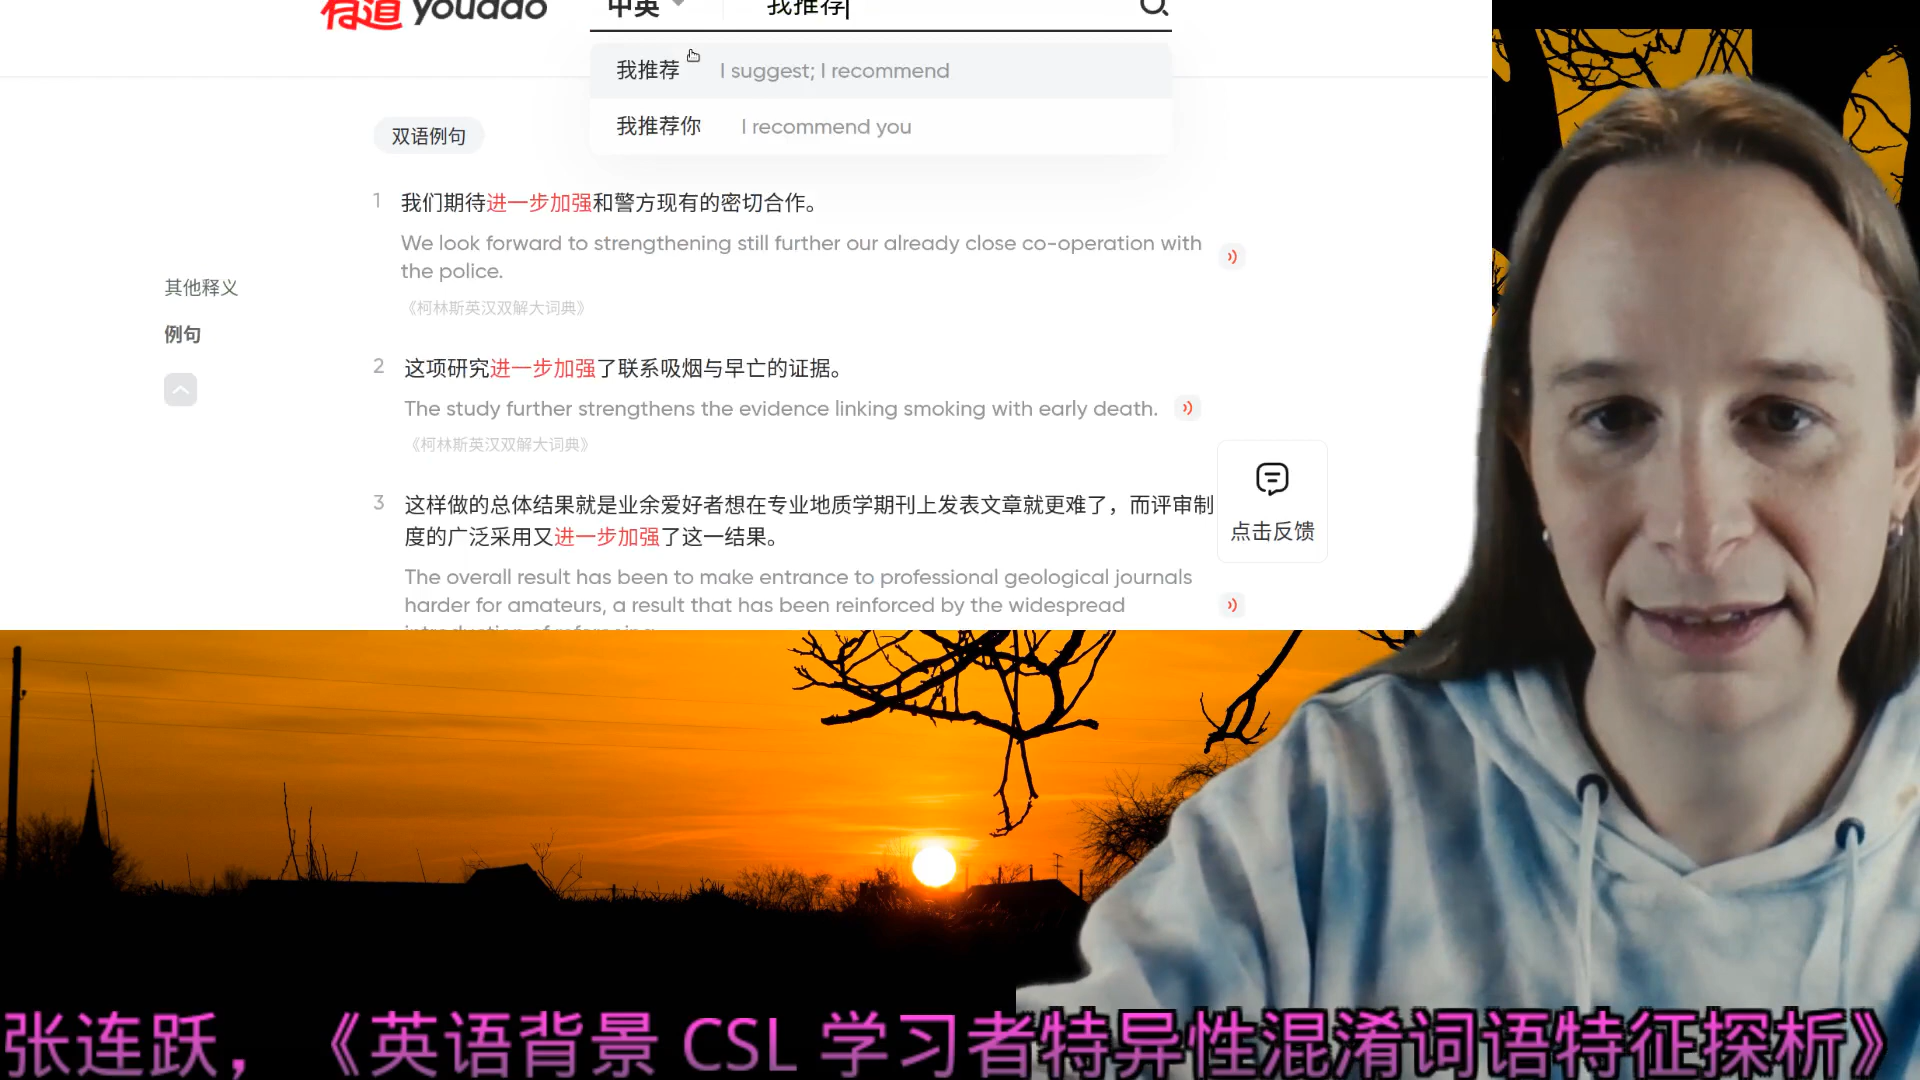 有道 youdao 中英 我推荐
我推荐 I suggest; I recommend
我推荐你 I recommend you
双语例句
1 我们期待进一步加强和警方现有的密切合作。
We look forward to strengthening still further our already close co-operation with
the police.
《柯林斯英汉双解大词典》
其他释义
例句
2 这项研究进一步加强了联系吸烟与早亡的证据。
The study further strengthens the evidence linking smoking with early death.
《柯林斯英汉双解大词典》
3 这样做的总体结果就是业余爱好者想在专业地质学期刊上发表文章就更难了，而评审制
度的广泛采用又进一步加强了这一结果。
The overall result has been to make entrance to professional geological journals
harder for amateurs, a result that has been reinforced by the widespread
点击反馈
张连跃，《英语背景 CSL 学习者特异性混淆词语特征探析》